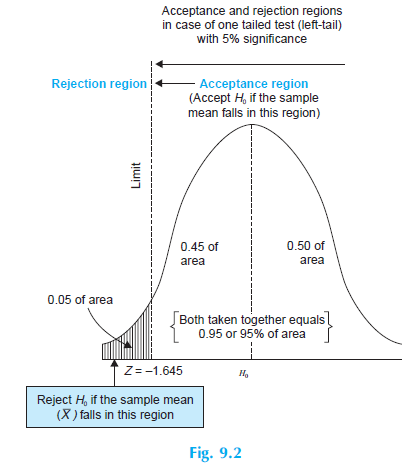 Acceptance and rejection regions
in case of one tailed test (left-tail)
with 5% significance
Rejection region
Acceptance region
(Accept H₀ if the sample
mean falls in this region)
Limit
0.45 of
area
0.50 of
area
0.05 of area
Both taken together equals
0.95 or 95% of area
Z = –1.645
H₀
Reject H₀ if the sample mean
(X̄) falls in this region
Fig. 9.2